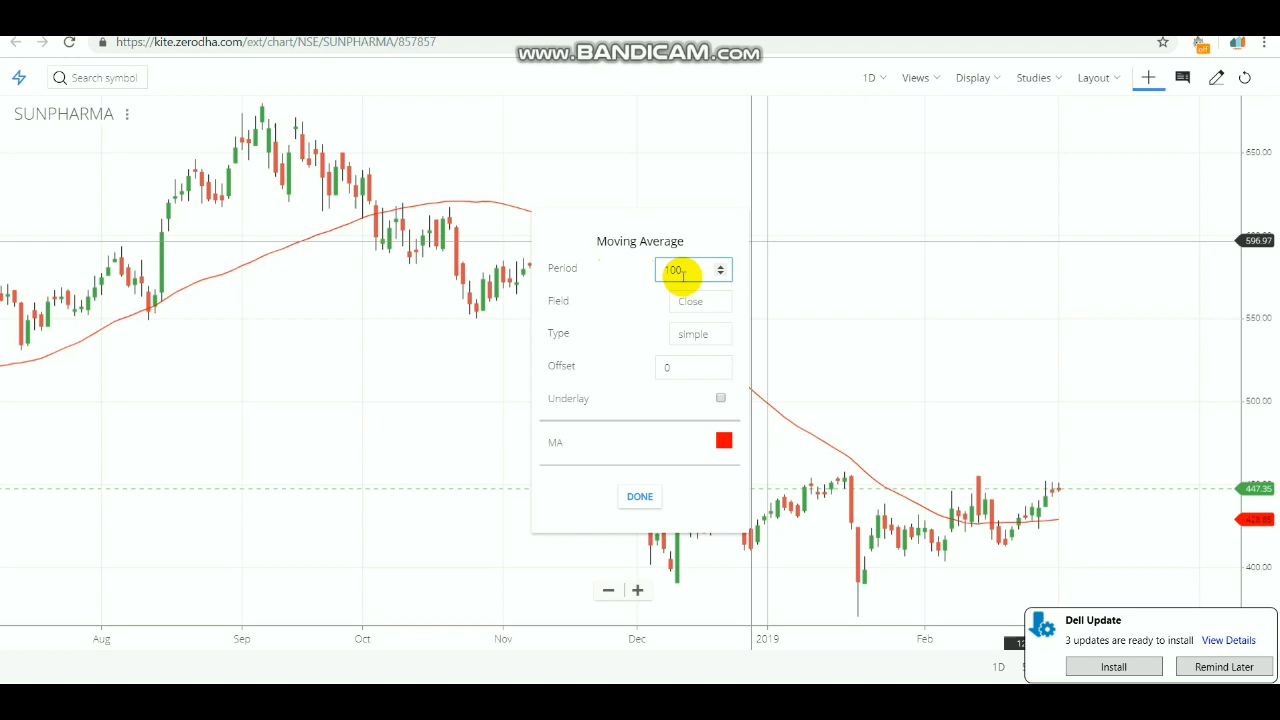 https://kite.zerodha.com/ext/chart/NSE/SUNPHARMA/857857
www.BANDICAM.com
off
Search symbol
1D
Views
Display
Studies
Layout
SUNPHARMA
650.00
596.97
550.00
500.00
447.35
400.00
Moving Average
Period 100
Field Close
Type simple
Offset 0
Underlay
MA
DONE
Aug Sep Oct Nov Dec 2019 Feb
1D
Dell Update
3 updates are ready to install View Details
Install Remind Later